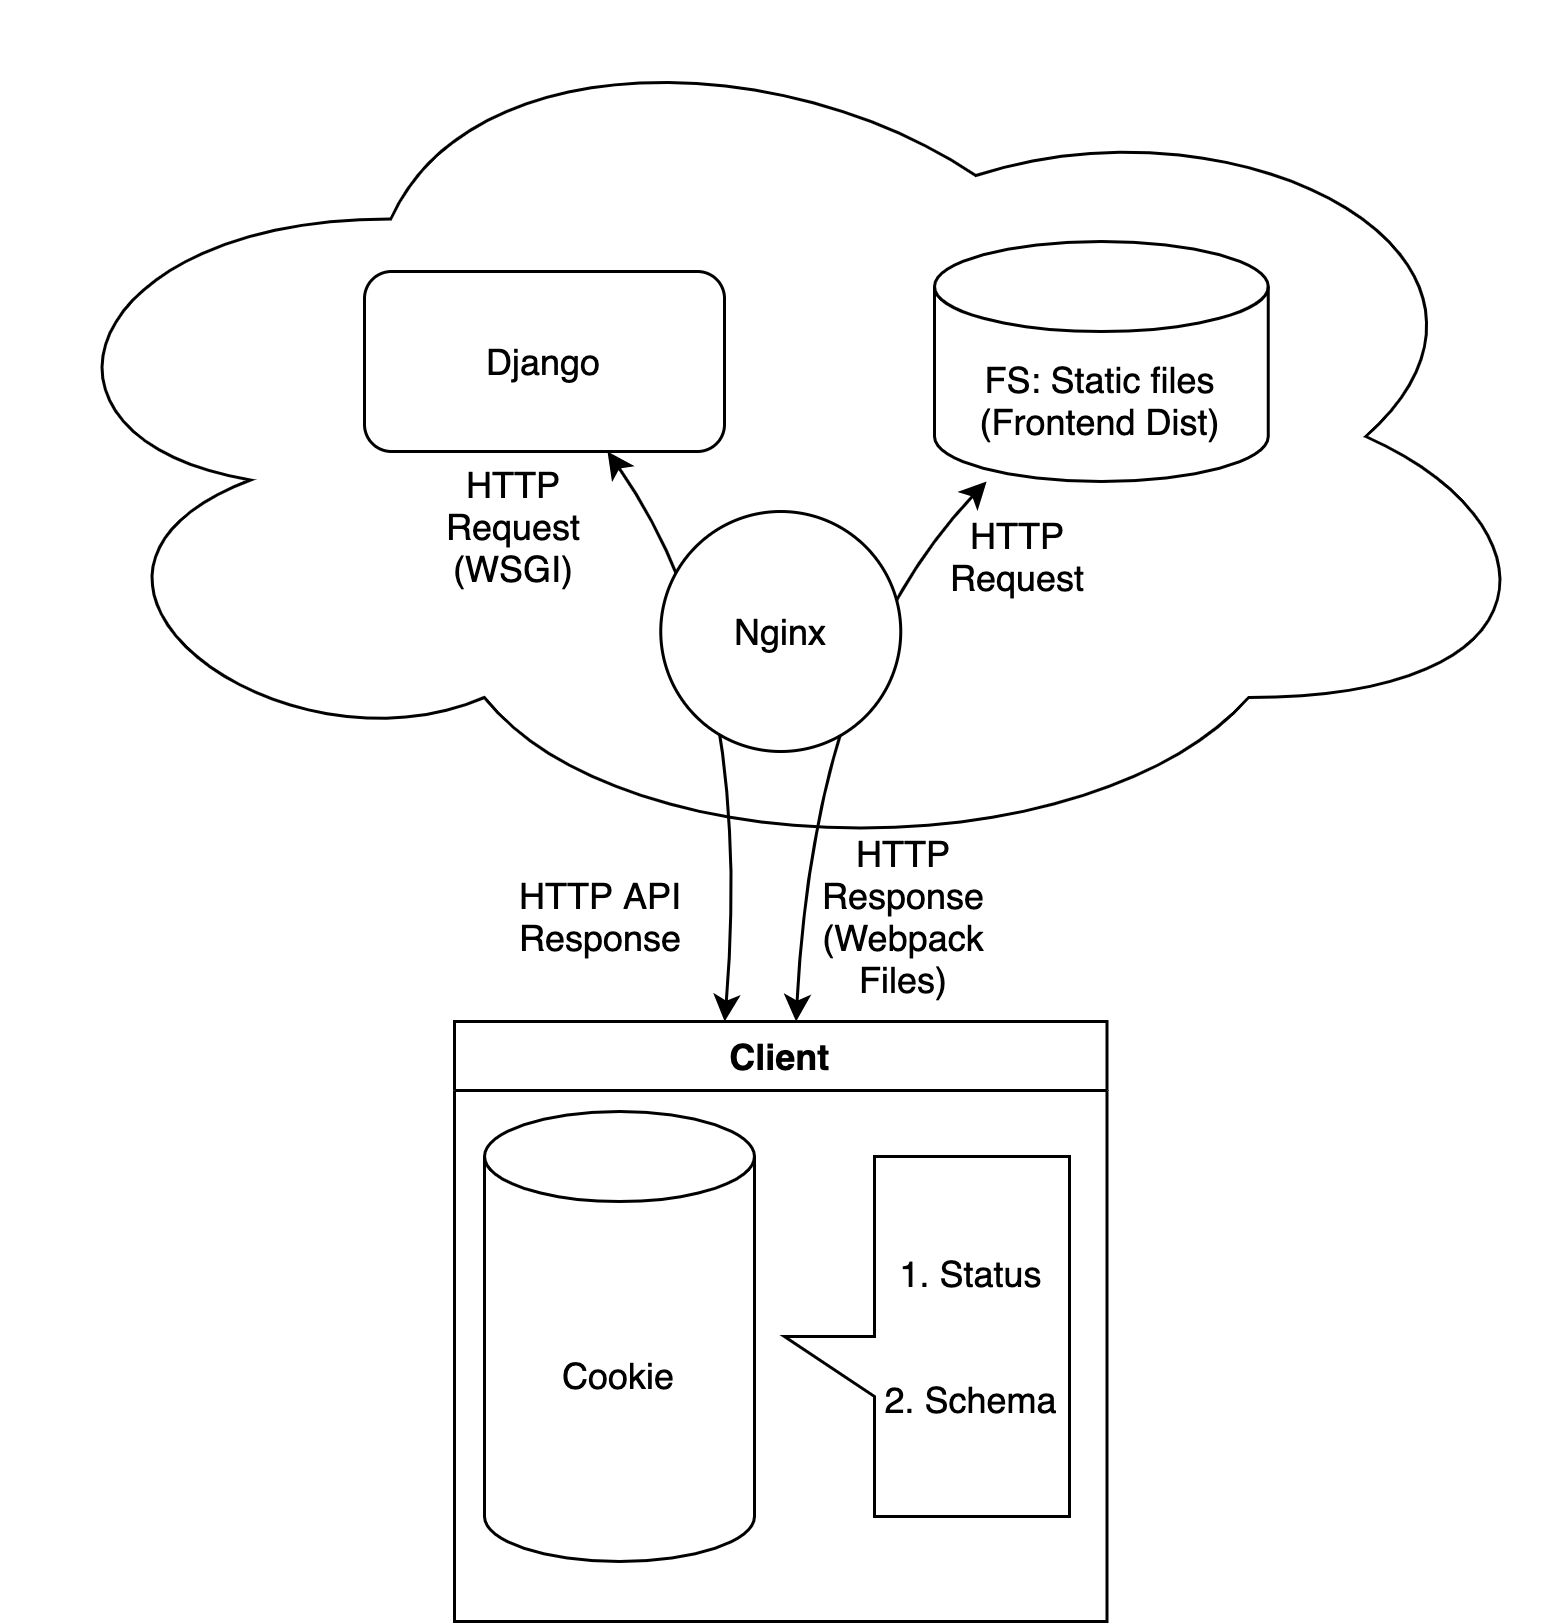 Django
FS: Static files
(Frontend Dist)
HTTP
Request
(WSGI)
HTTP
Request
Nginx
HTTP API
Response
HTTP
Response
(Webpack
Files)
Client
Cookie
1. Status
2. Schema